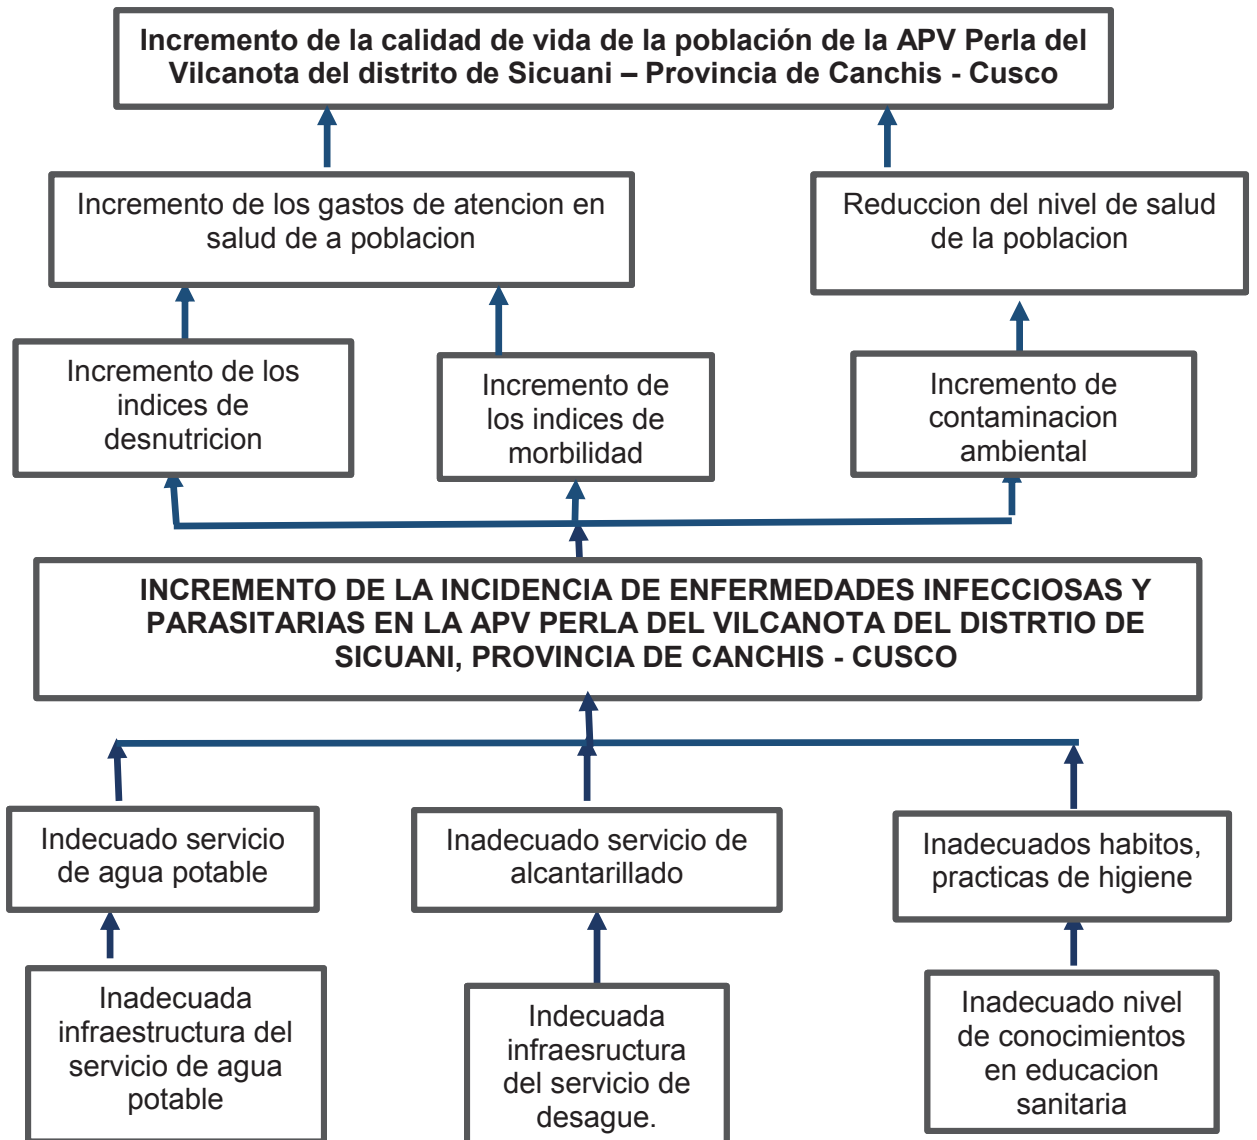 Incremento de la calidad de vida de la población de la APV Perla del
Vilcanota del distrito de Sicuani – Provincia de Canchis - Cusco
Incremento de los gastos de atencion en
salud de a poblacion
Reduccion del nivel de salud
de la poblacion
Incremento de los
indices de
desnutricion
Incremento de
los indices de
morbilidad
Incremento de
contaminacion
ambiental
INCREMENTO DE LA INCIDENCIA DE ENFERMEDADES INFECCIOSAS Y
PARASITARIAS EN LA APV PERLA DEL VILCANOTA DEL DISTRTIO DE
SICUANI, PROVINCIA DE CANCHIS - CUSCO
Indecuado servicio
de agua potable
Inadecuado servicio de
alcantarillado
Inadecuados habitos,
practicas de higiene
Inadecuada
infraestructura del
servicio de agua
potable
Indecuada
infraesructura
del servicio de
desague.
Inadecuado nivel
de conocimientos
en educacion
sanitaria